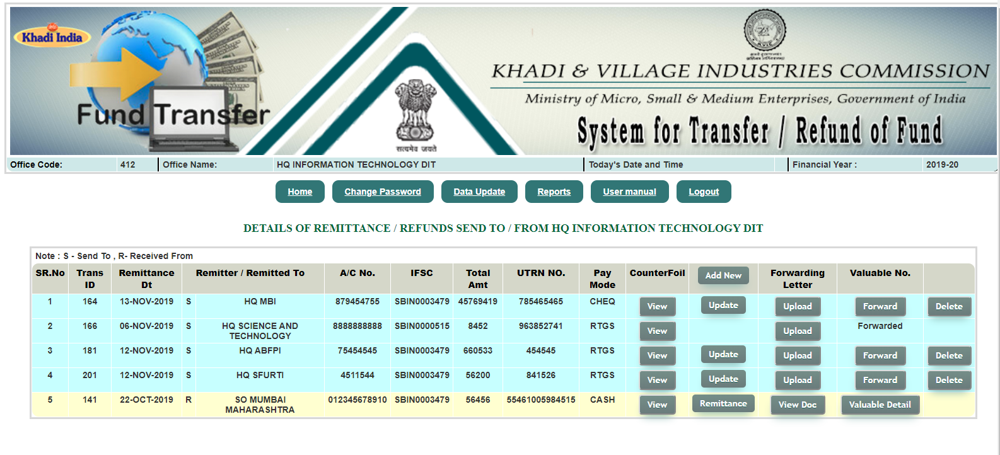 Khadi India
Fund Transfer
सत्यमेव जयते
KHADI & VILLAGE INDUSTRIES COMMISSION
Ministry of Micro, Small & Medium Enterprises, Government of India
System for Transfer / Refund of Fund
Office Code: 412 Office Name: HQ INFORMATION TECHNOLOGY DIT Today's Date and Time Financial Year : 2019-20
Home Change Password Data Update Reports User manual Logout
DETAILS OF REMITTANCE / REFUNDS SEND TO / FROM HQ INFORMATION TECHNOLOGY DIT
Note : S - Send To , R- Received From
SR.No Trans ID Remittance Dt Remitter / Remitted To A/C No. IFSC Total Amt UTRN NO. Pay Mode CounterFoil Add New Forwarding Letter Valuable No.
1 164 13-NOV-2019 S HQ MBI 879454755 SBIN0003479 45769419 785465465 CHEQ View Update Upload Forward Delete
2 166 06-NOV-2019 S HQ SCIENCE AND TECHNOLOGY 8888888888 SBIN0000515 8452 963852741 RTGS View Upload Forwarded
3 181 12-NOV-2019 S HQ ABFPI 75454545 SBIN0003479 660533 454545 RTGS View Update Upload Forward Delete
4 201 12-NOV-2019 S HQ SFURTI 4511544 SBIN0003479 56200 841526 RTGS View Update Upload Forward Delete
5 141 22-OCT-2019 R SO MUMBAI MAHARASHTRA 012345678910 SBIN0003479 56456 55461005984515 CASH View Remittance View Doc Valuable Detail